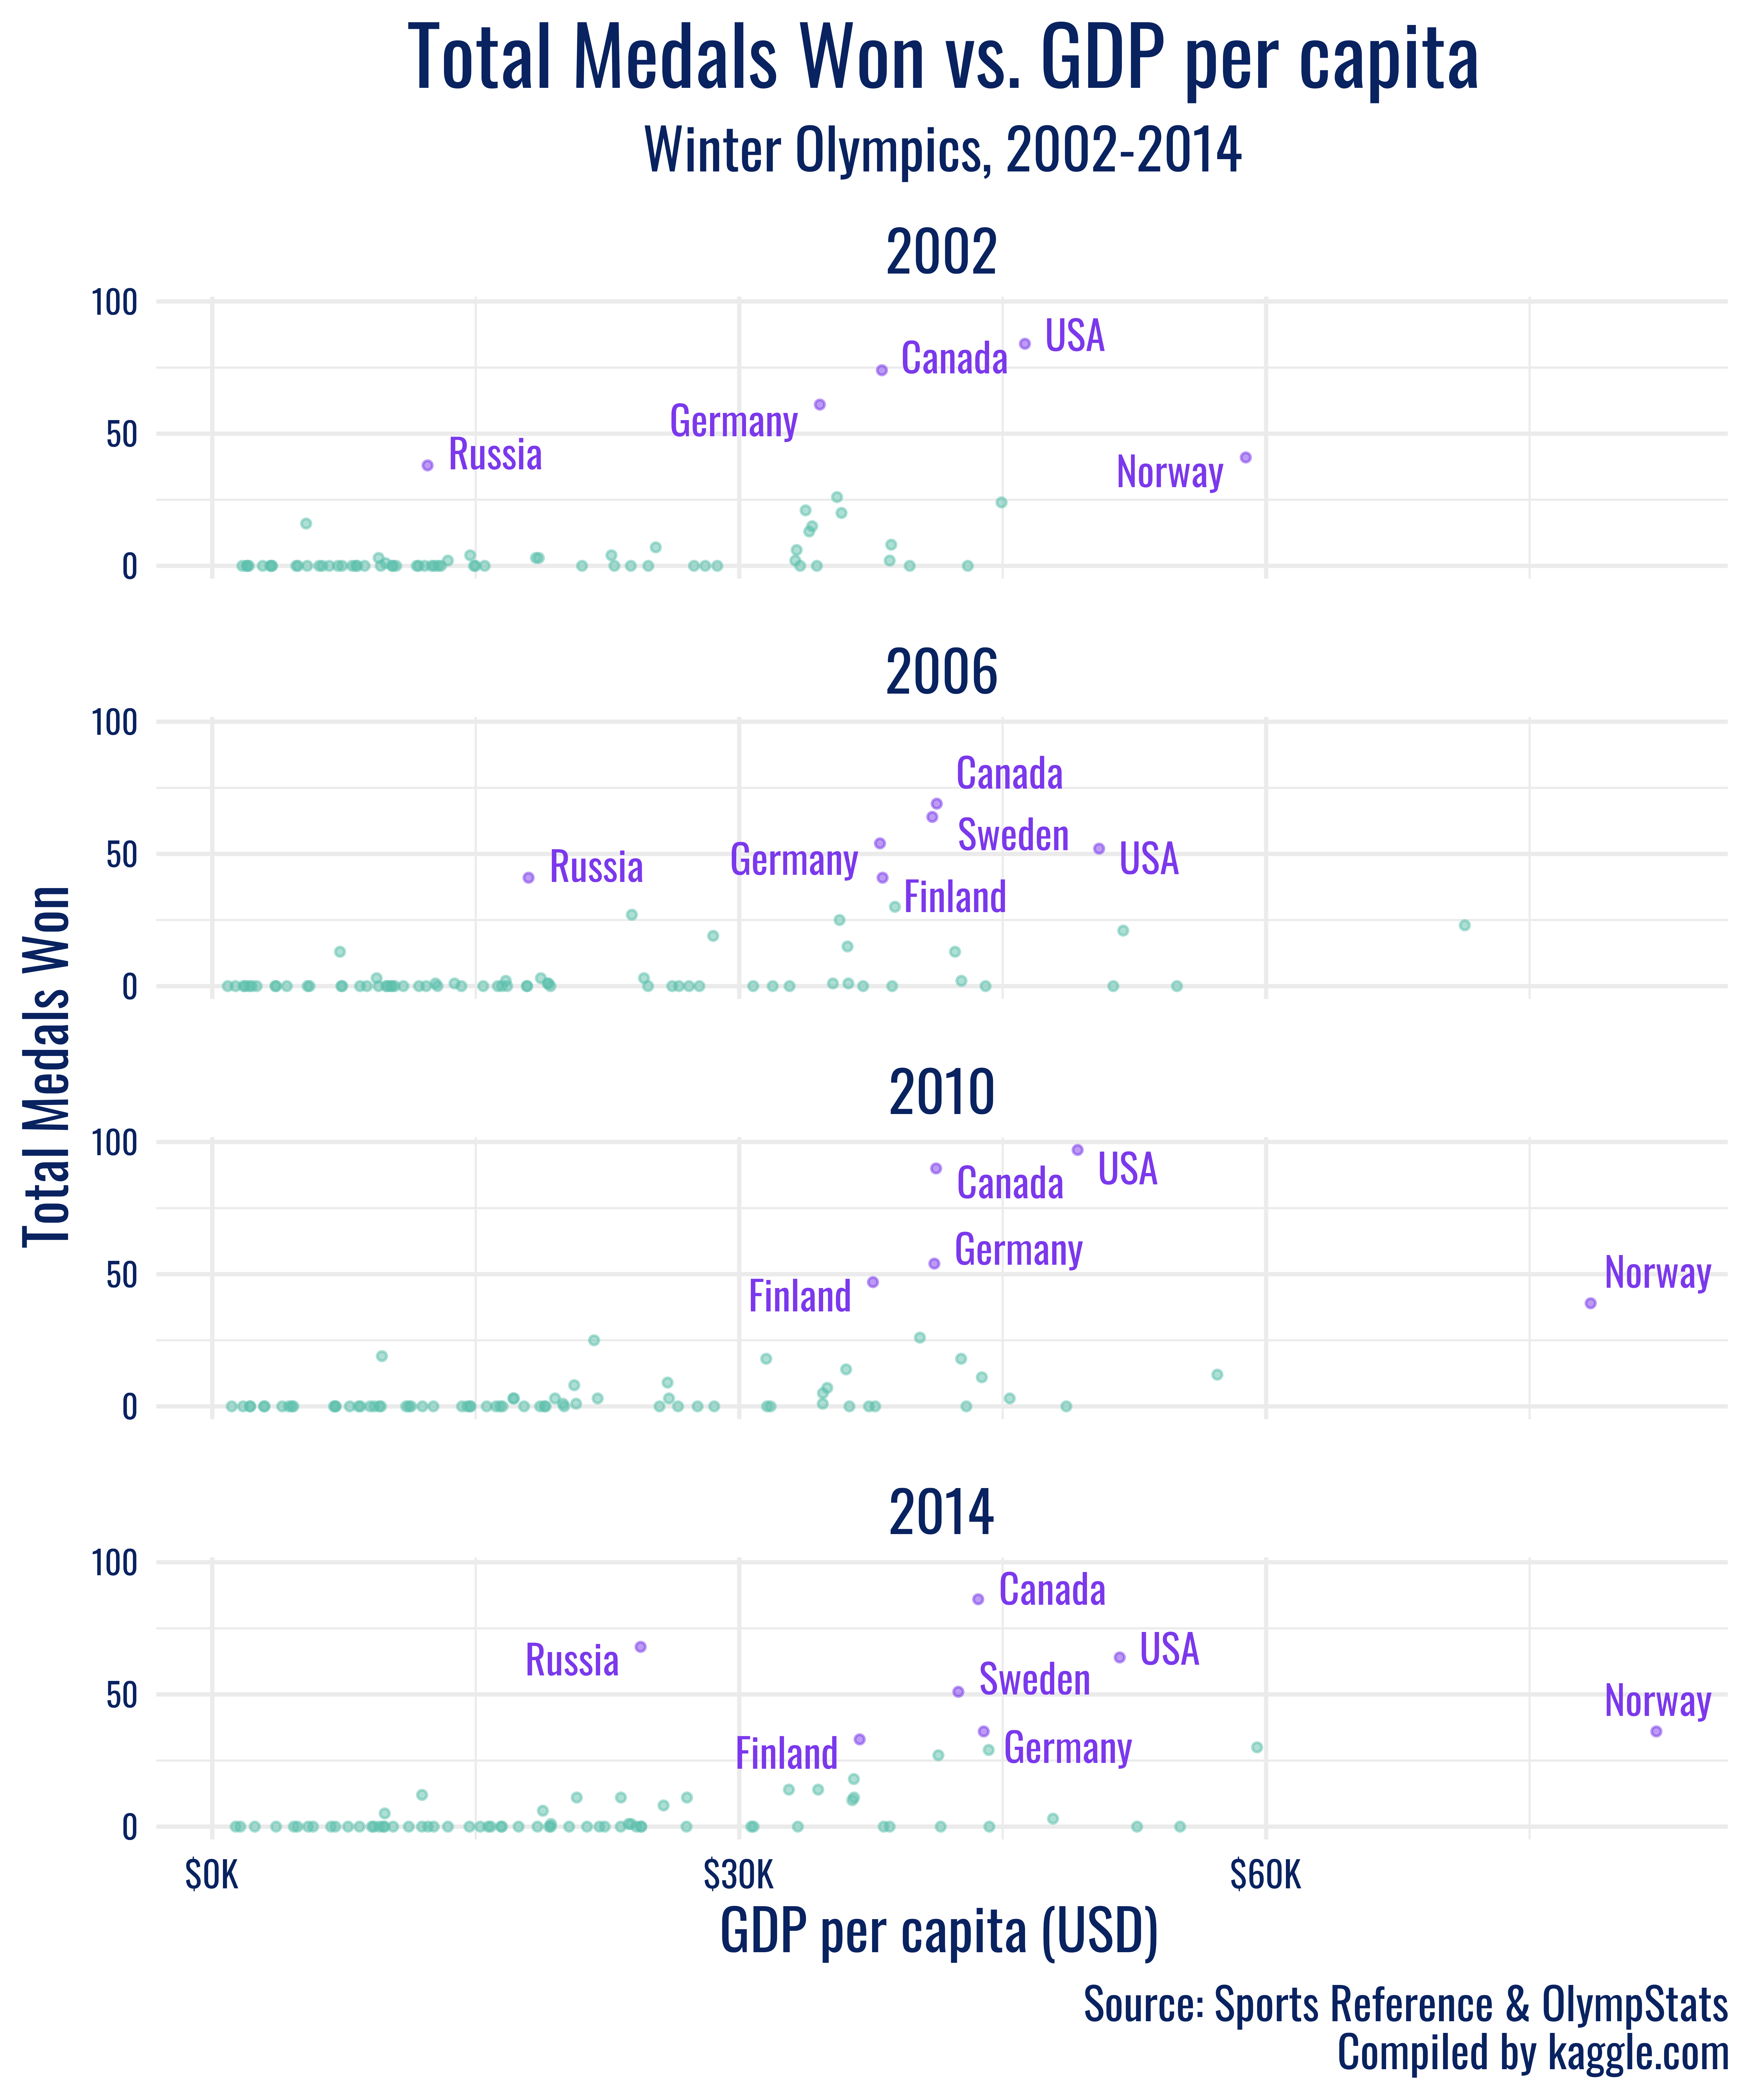 Total Medals Won vs. GDP per capita
Winter Olympics, 2002-2014
2002
100
50
0
USA
Canada
Germany
Russia
Norway
2006
100
50
0
Canada
Sweden
Germany
USA
Russia
Finland
2010
100
50
0
USA
Canada
Germany
Norway
Finland
2014
100
50
0
Canada
USA
Russia
Sweden
Norway
Germany
Finland
Total Medals Won
$0K
$30K
$60K
GDP per capita (USD)
Source: Sports Reference & OlympStats
Compiled by kaggle.com